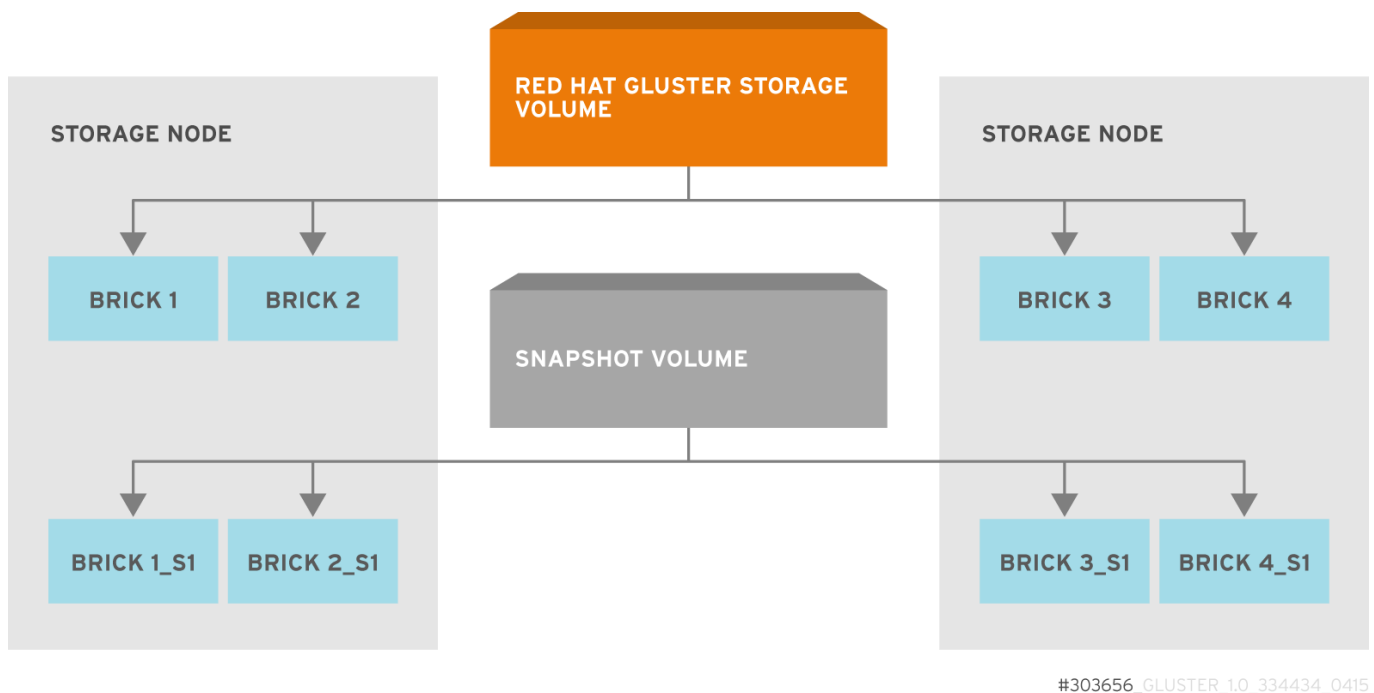 RED HAT GLUSTER STORAGE
VOLUME
STORAGE NODE
STORAGE NODE
BRICK 1
BRICK 2
BRICK 3
BRICK 4
SNAPSHOT VOLUME
BRICK 1_S1
BRICK 2_S1
BRICK 3_S1
BRICK 4_S1
#303656_GLUSTER_1.0_334434_0415